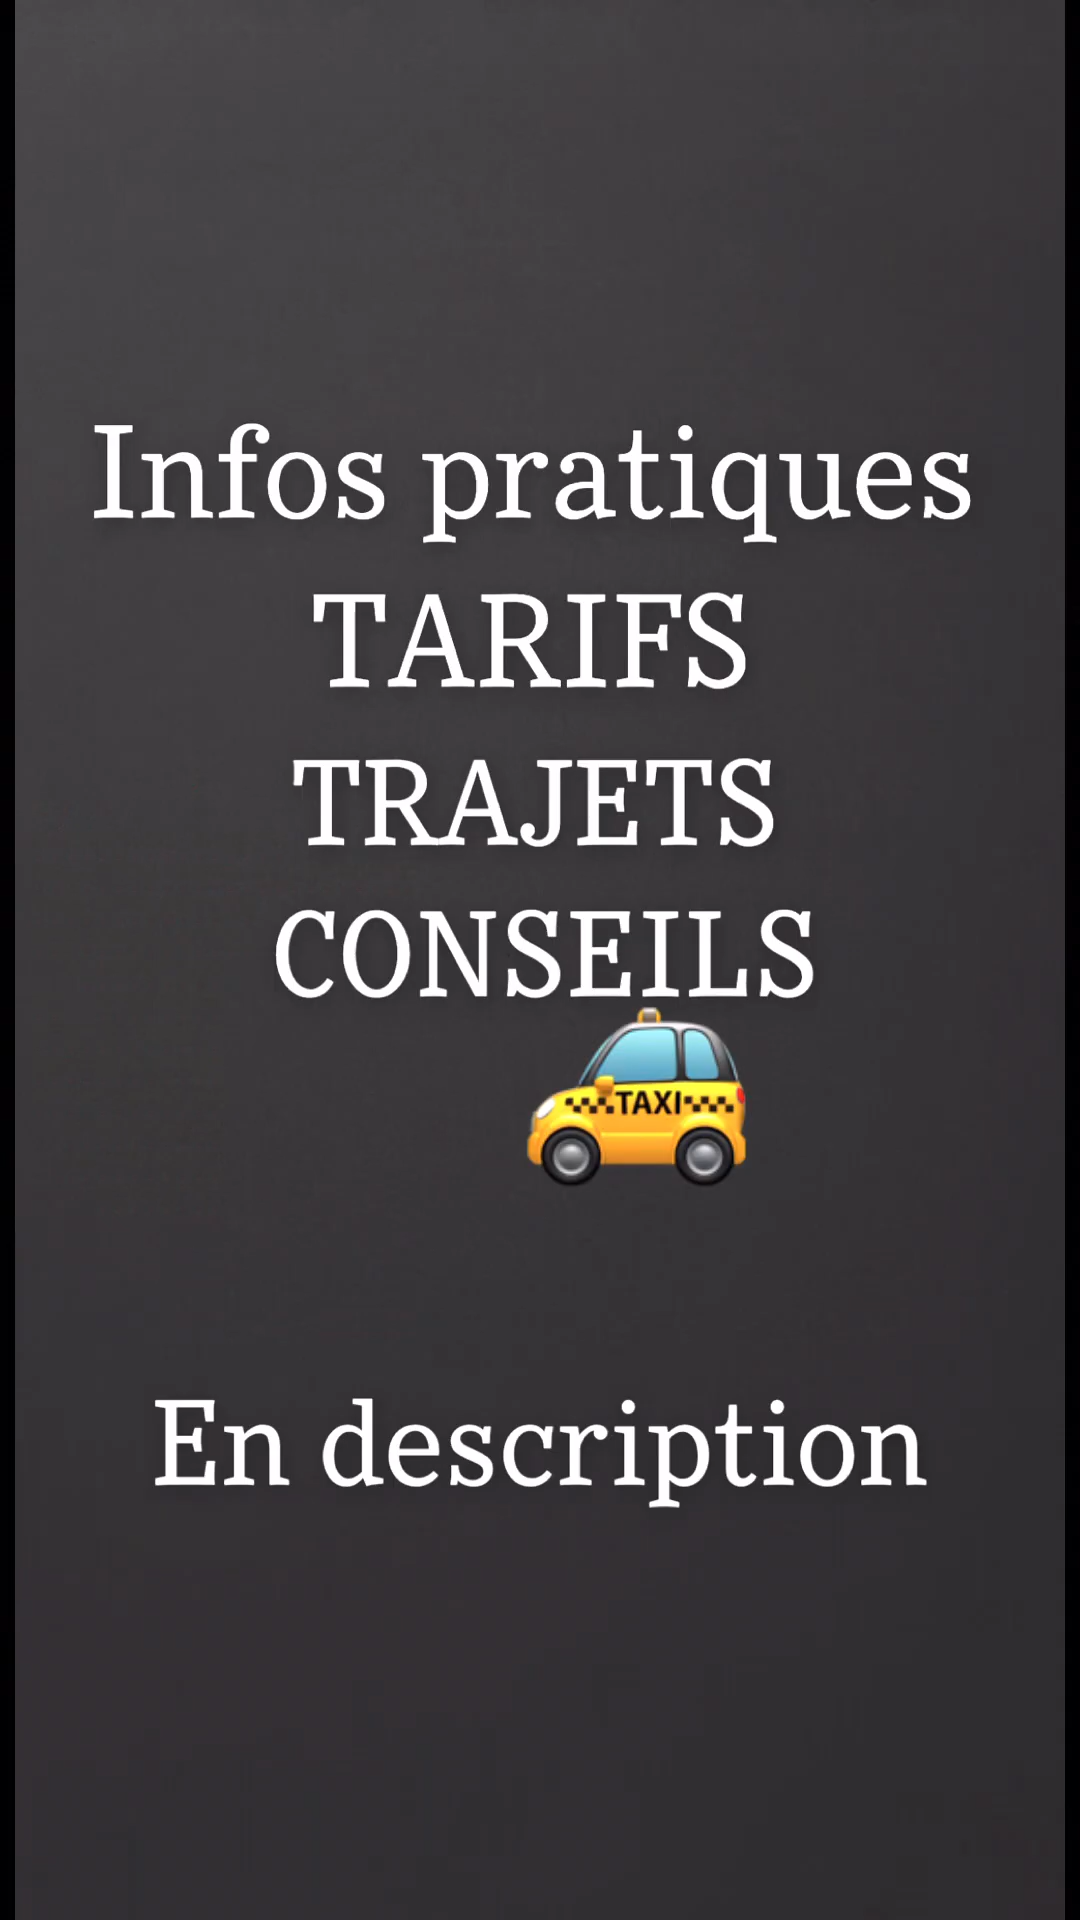 Infos pratiques
TARIFS
TRAJETS
CONSEILS
TAXI
En description